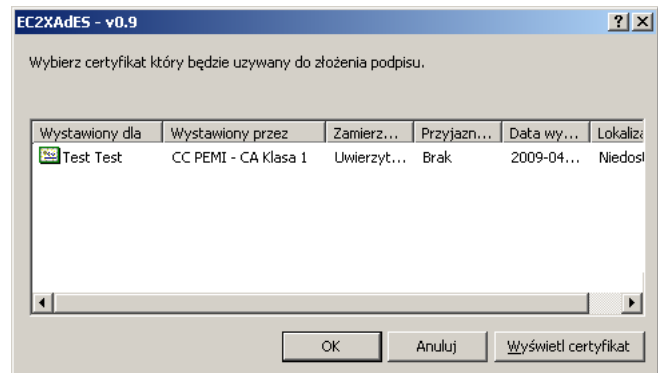 EC2XAdES - v0.9
Wybierz certyfikat który będzie uzywany do złożenia podpisu.
Wystawiony dla Wystawiony przez Zamierz... Przyjazn... Data wy... Lokaliza
Test Test CC PEMI - CA Klasa 1 Uwierzyt... Brak 2009-04... Niedos
OK Anuluj Wyświetl certyfikat